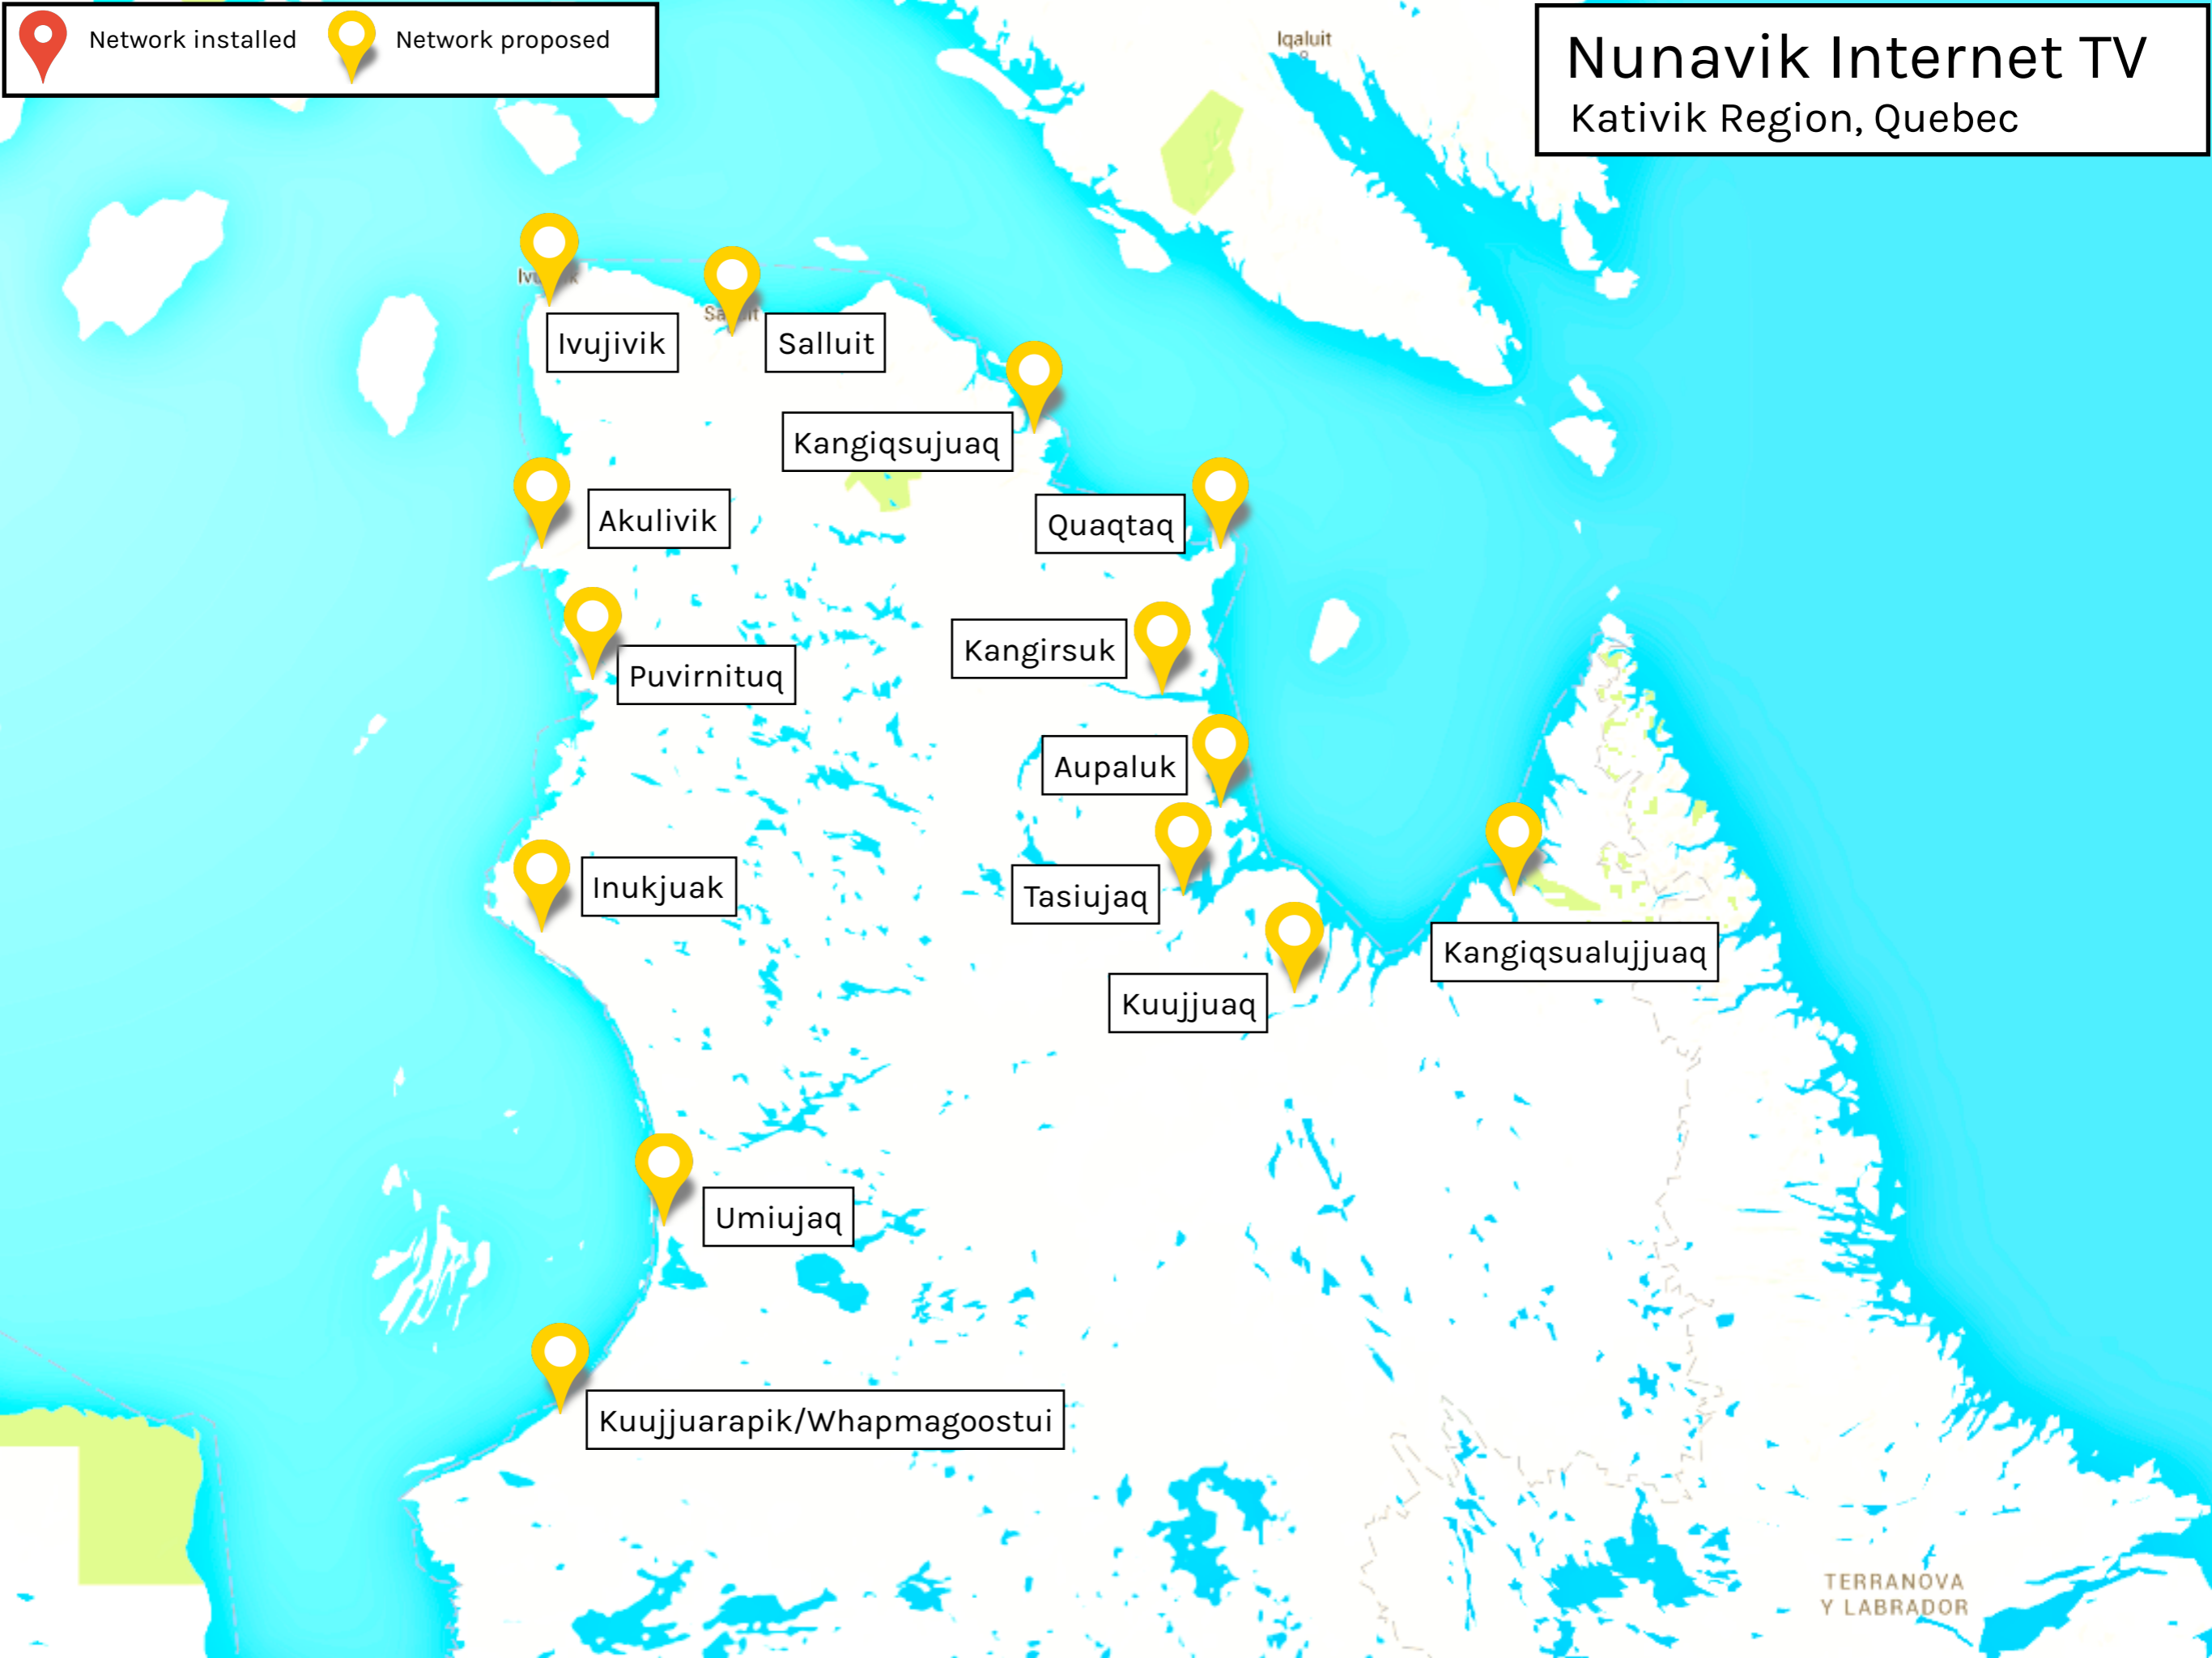 Network installed
Network proposed
Nunavik Internet TV
Kativik Region, Quebec
Iqaluit
Ivujivik
Salluit
Kangiqsujuaq
Akulivik
Quaqtaq
Kangirsuk
Puvirnituq
Aupaluk
Inukjuak
Tasiujaq
Kangiqsualujjuaq
Kuujjuaq
Umiujaq
Kuujjuarapik/Whapmagoostui
TERRANOVA
Y LABRADOR